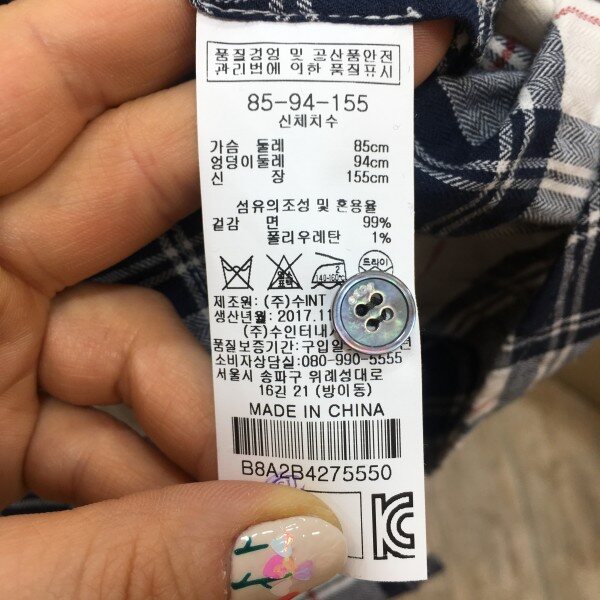 품질경영 및 공산품안전
관리법에 의한 품질표시
85-94-155
신체치수
가슴 둘레 85cm
엉덩이둘레 94cm
신 장 155cm
섬유의조성 및 혼용율
겉감 면 99%
폴리우레탄 1%
드라이
제조원: (주)수INT
생산년월: 2017.11
(주)수인터내
품질보증기간: 구입일
소비자상담실:080-990-5555
서울시 송파구 위례성대로
16길 21 (방이동)
MADE IN CHINA
B8A2B4275550